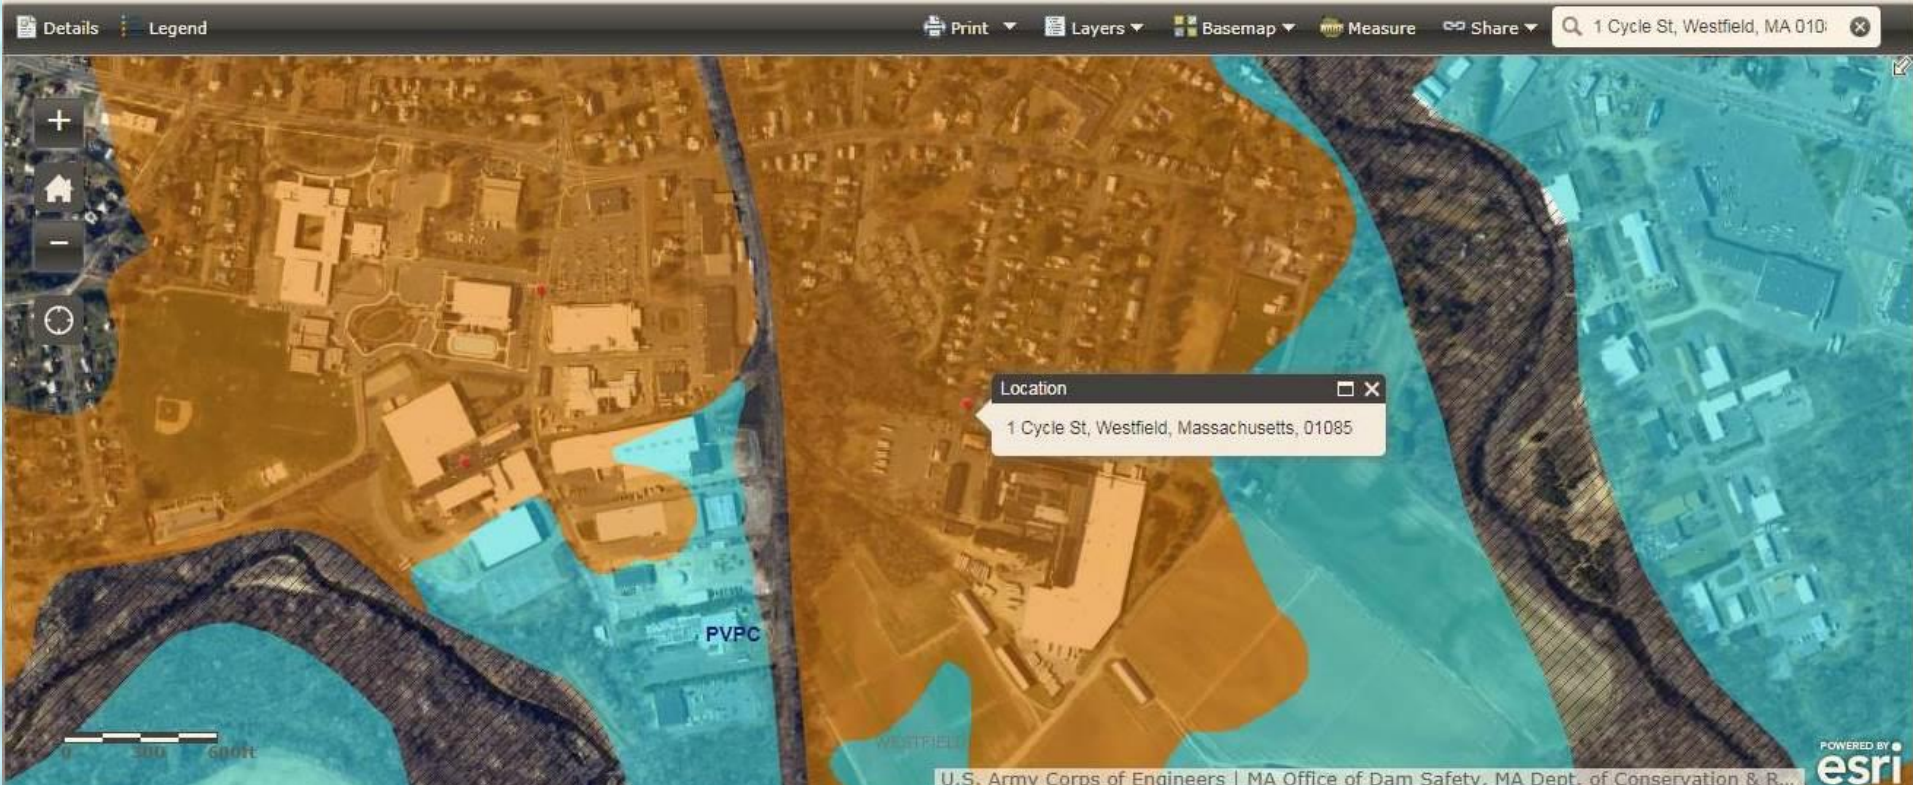 Details Legend Print Layers Basemap Measure Share 1 Cycle St, Westfield, MA 010
+
−
Location
1 Cycle St, Westfield, Massachusetts, 01085
PVPC
WESTFIELD
0 300 600ft
POWERED BY
esri
U.S. Army Corps of Engineers | MA Office of Dam Safety, MA Dept. of Conservation & R...